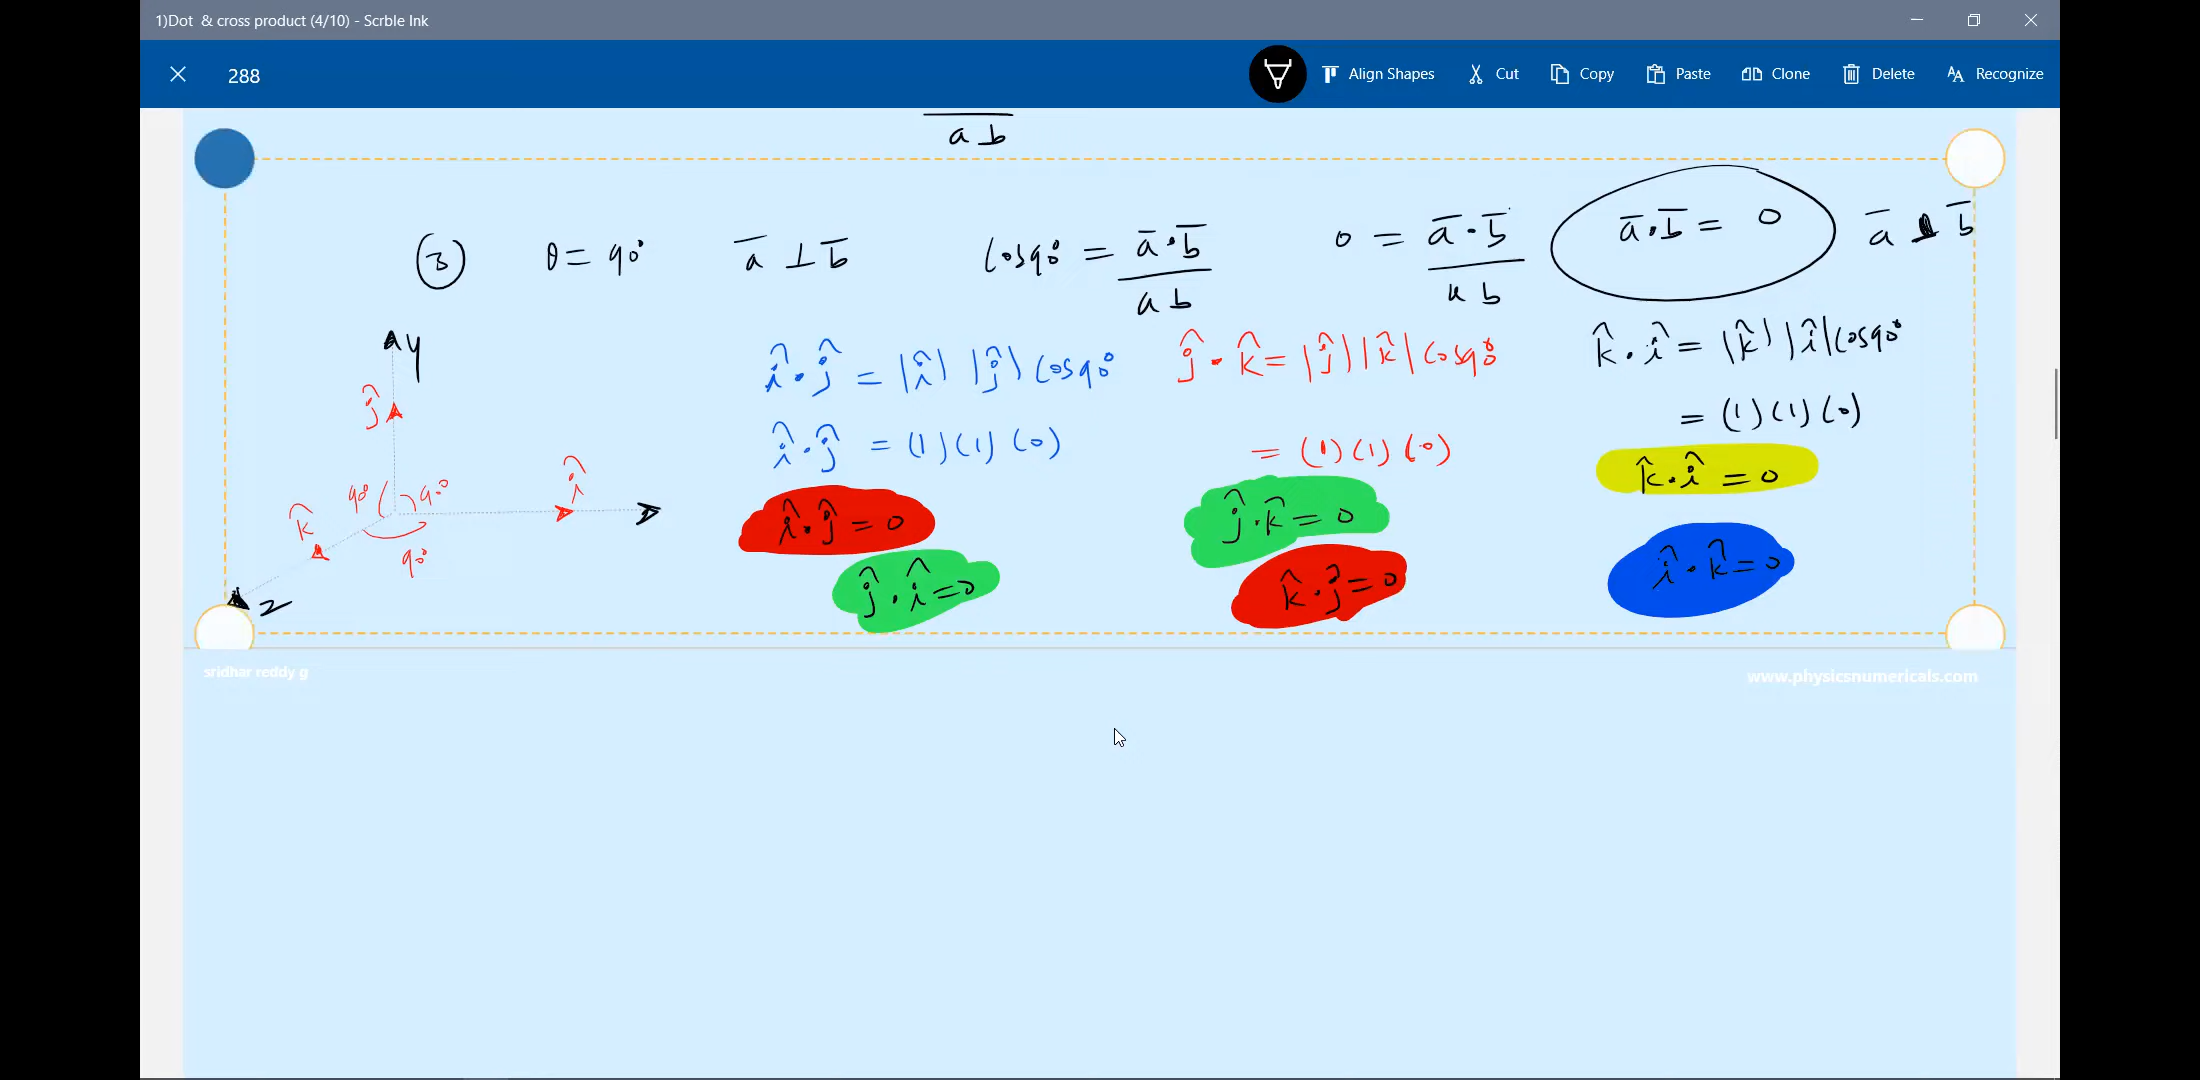 1)Dot & cross product (4/10) - Scrble Ink
288
Align Shapes Cut Copy Paste Clone Delete Recognize
a b
③ θ = 90° a̅ ⊥ b̅ cos90° = a̅·b̅ / a b 0 = a̅·b̅ / a b a̅·b̅ = 0 a̅ ⊥ b̅
y
ĵ
î
k̂
90° 90°
90°
z
î·ĵ = |î| |ĵ| cos90°
î·ĵ = (1)(1)(0)
î·ĵ = 0
ĵ·î = 0
ĵ·k̂ = |ĵ||k̂| cos90°
= (1)(1)(0)
ĵ·k̂ = 0
k̂·ĵ = 0
k̂·î = |k̂||î|cos90°
= (1)(1)(0)
k̂·î = 0
î·k̂ = 0
sridhar reddy g
www.physicsnumericals.com